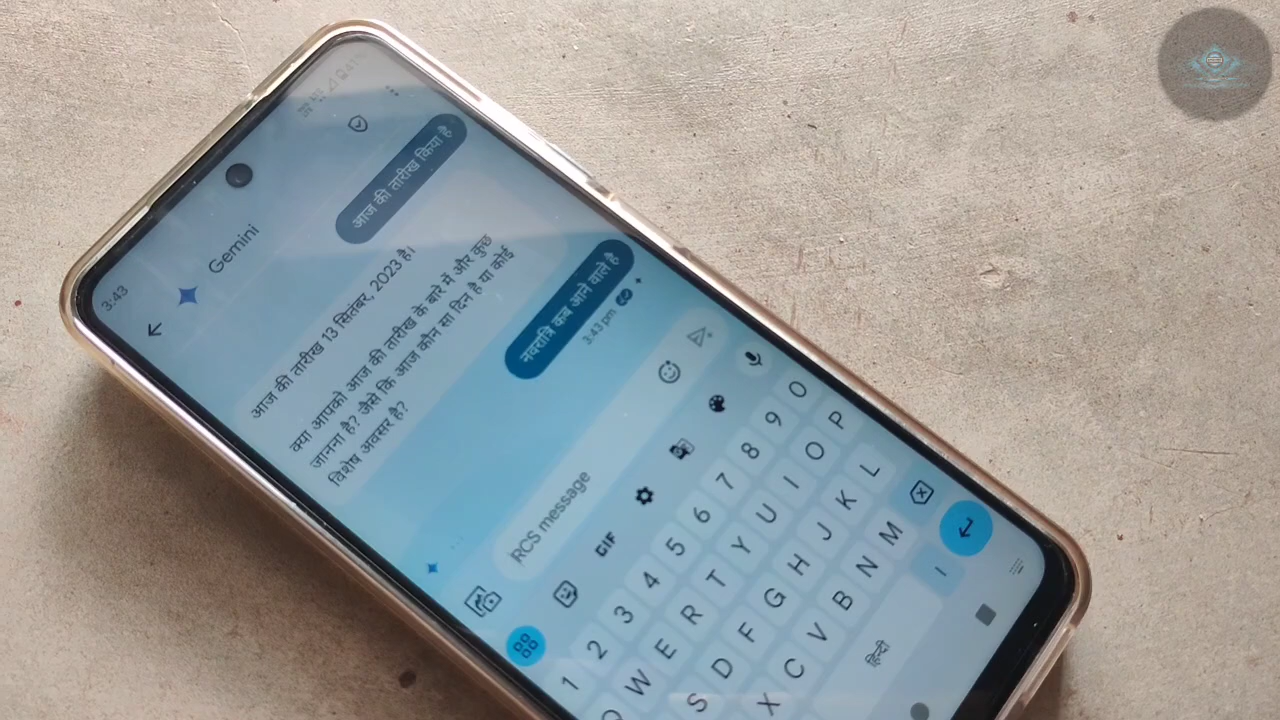 3:43
Gemini
आज की तारीख किया है
आज की तारीख 13 सितंबर, 2023 है।
क्या आपको आज की तारीख के बारे में और कुछ
जानना है? जैसे कि आज कौन सा दिन है या कोई
विशेष अवसर है?
नवरात्रि कब आने वाले है
3:43 pm
RCS message
GIF
1 2 3 4 5 6 7 8 9 0
W E R T Y U I O P
S D F G H J K L
X C V B N M
हिन्दी